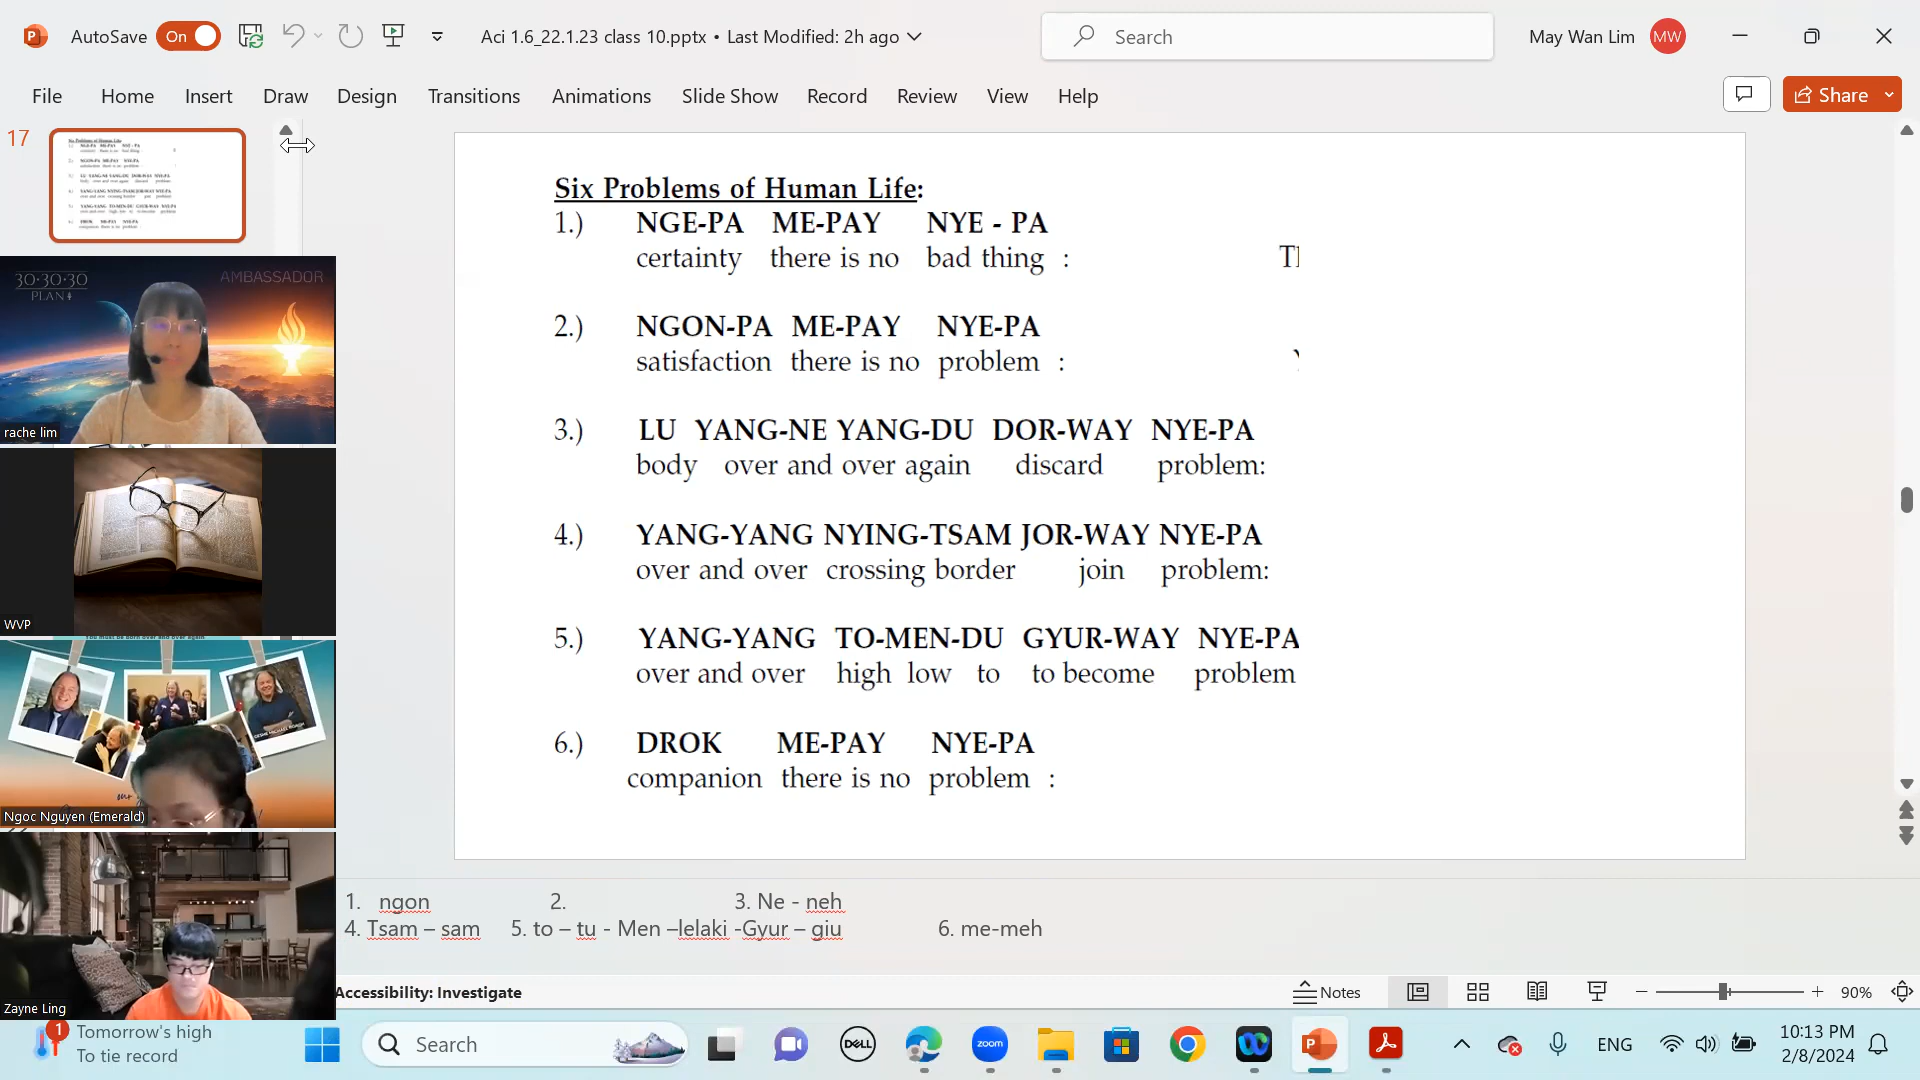 AutoSave On Aci 1.6_22.1.23 class 10.pptx • Last Modified: 2h ago Search May Wan Lim MW
File Home Insert Draw Design Transitions Animations Slide Show Record Review View Help Share
17
Six Problems of Human Life:
1.) NGE-PA ME-PAY NYE - PA
certainty there is no bad thing :
2.) NGON-PA ME-PAY NYE-PA
satisfaction there is no problem :
3.) LU YANG-NE YANG-DU DOR-WAY NYE-PA
body over and over again discard problem:
4.) YANG-YANG NYING-TSAM JOR-WAY NYE-PA
over and over crossing border join problem:
5.) YANG-YANG TO-MEN-DU GYUR-WAY NYE-PA
over and over high low to to become problem
6.) DROK ME-PAY NYE-PA
companion there is no problem :
30·30·30
PLAN
AMBASSADOR
rache lim
WVP
Ngoc Nguyen (Emerald)
Zayne Ling
1. ngon 2. 3. Ne - neh
4. Tsam – sam 5. to – tu - Men –lelaki -Gyur – giu 6. me-meh
Accessibility: Investigate Notes 90%
1
Tomorrow's high
To tie record
Search
DELL
zoom
ENG
10:13 PM
2/8/2024